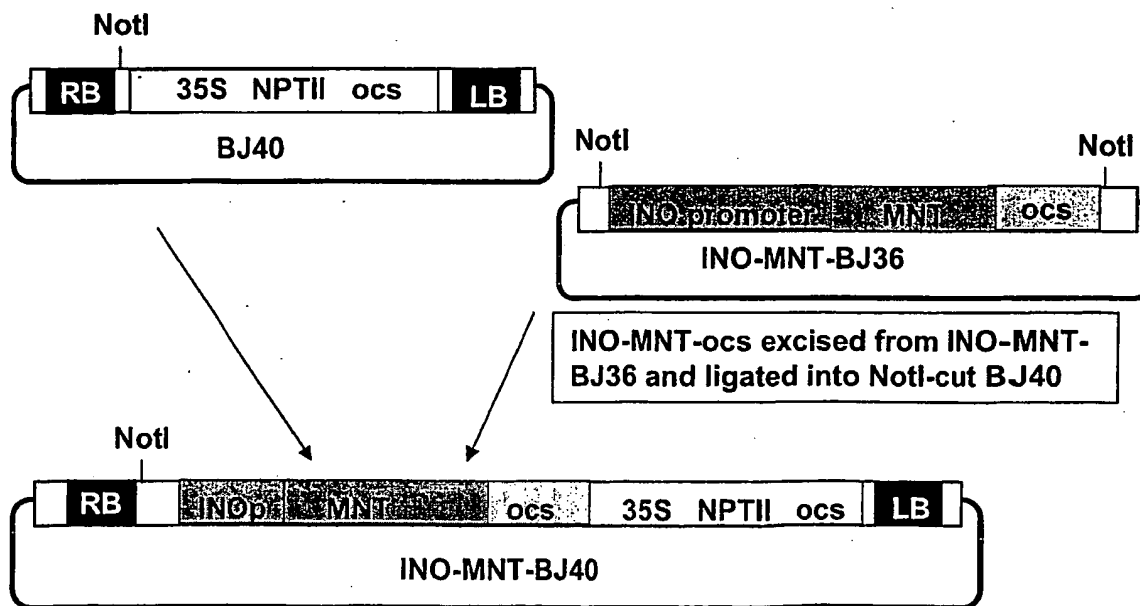 NotI
RB 35S NPTII ocs LB
BJ40
NotI NotI
INO promoter MNT ocs
INO-MNT-BJ36
INO-MNT-ocs excised from INO-MNT-
BJ36 and ligated into NotI-cut BJ40
NotI
RB INOp MNT ocs 35S NPTII ocs LB
INO-MNT-BJ40